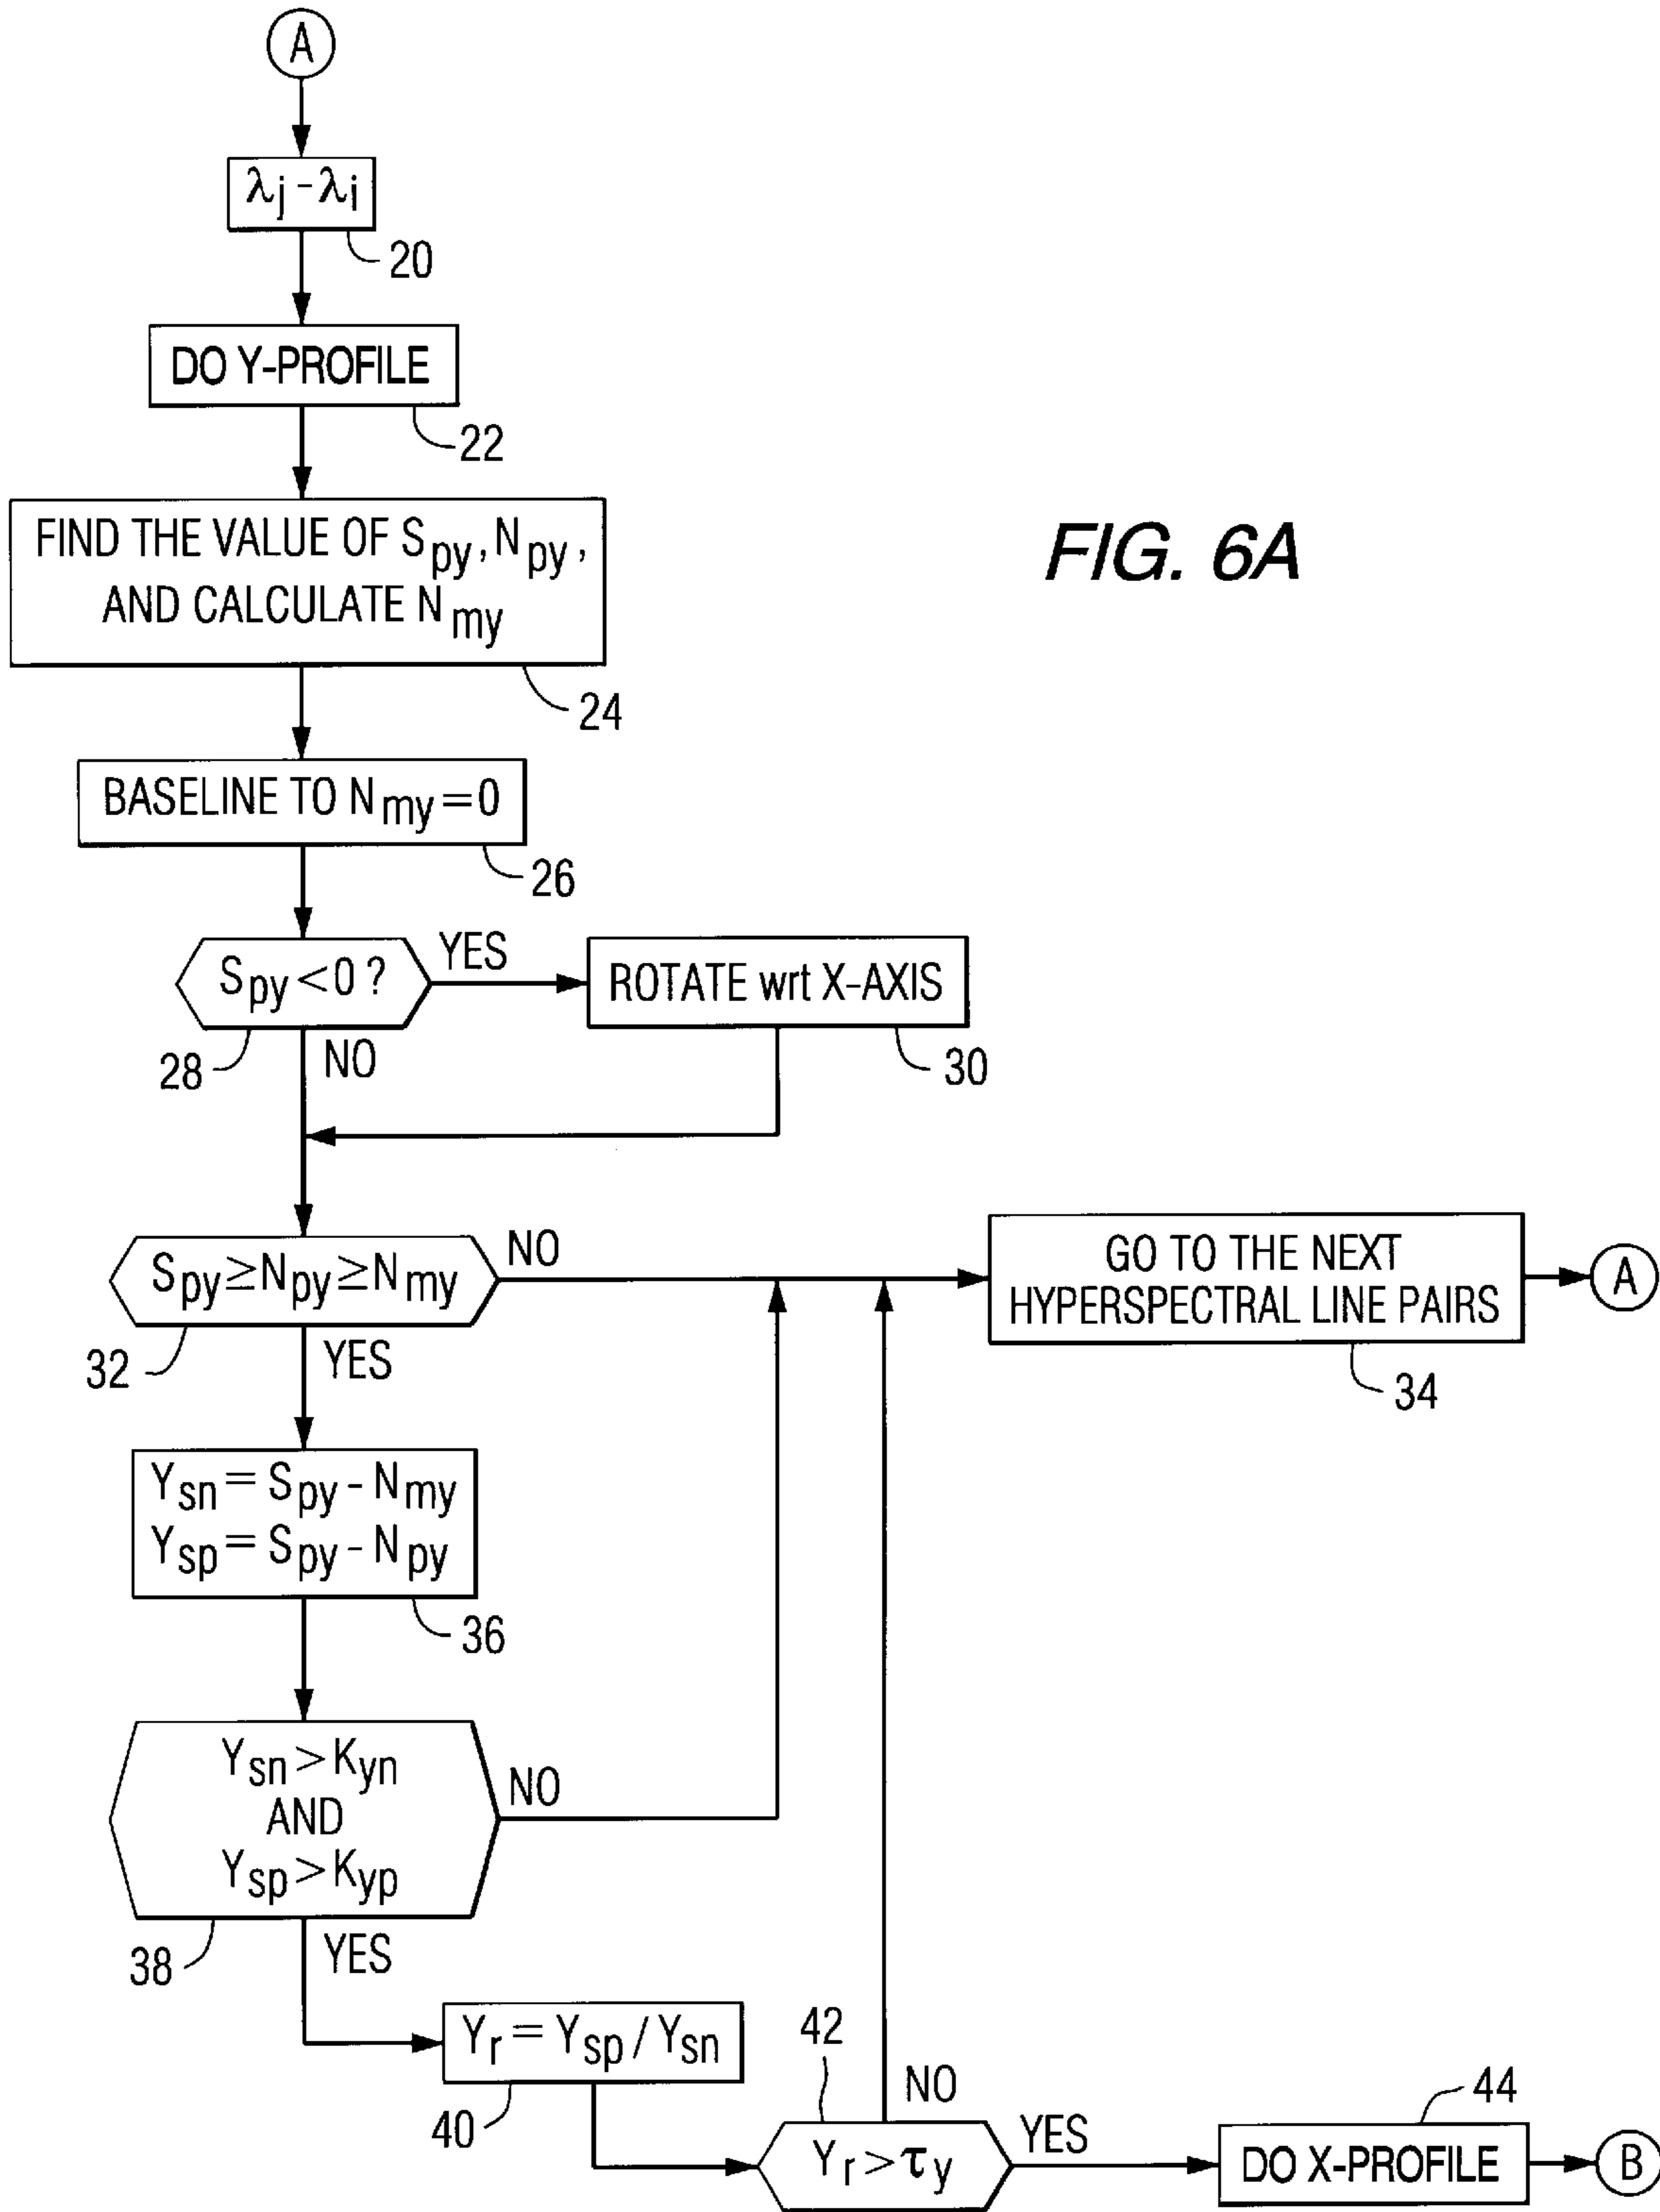 A
λj - λi
20
DO Y-PROFILE
22
FIND THE VALUE OF Spy, Npy,
AND CALCULATE Nmy
24
FIG. 6A
BASELINE TO Nmy = 0
26
Spy < 0 ?
YES
ROTATE wrt X-AXIS
28
NO
30
Spy ≥ Npy ≥ Nmy
NO
GO TO THE NEXT
HYPERSPECTRAL LINE PAIRS
A
32
YES
34
Ysn = Spy - Nmy
Ysp = Spy - Npy
36
Ysn > Kyn
AND
Ysp > Kyp
NO
38
YES
Yr = Ysp / Ysn
40
42
NO
Yr > τy
YES
44
DO X-PROFILE
B